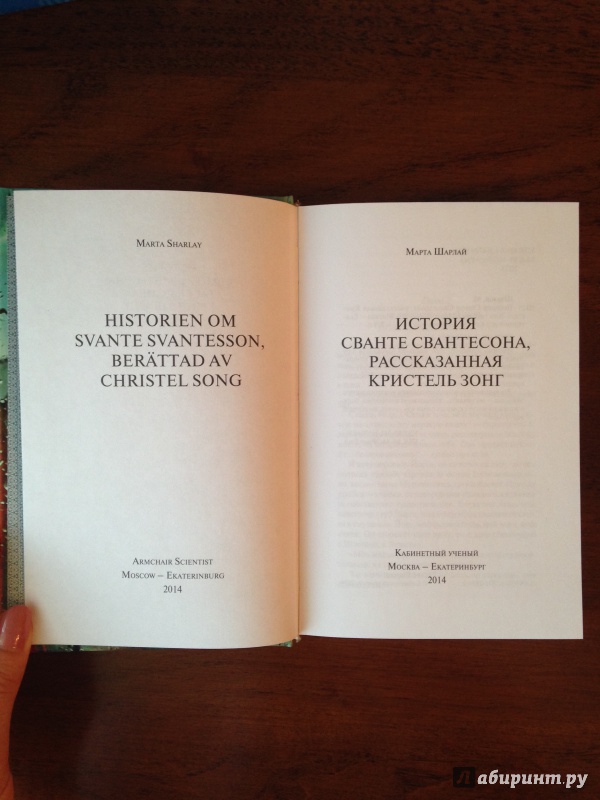 Marta Sharlay
HISTORIEN OM
SVANTE SVANTESSON,
BERÄTTAD AV
CHRISTEL SONG
Armchair Scientist
Moscow – Ekaterinburg
2014
Марта Шарлай
ИСТОРИЯ
СВАНТЕ СВАНТЕСОНА,
РАССКАЗАННАЯ
КРИСТЕЛЬ ЗОНГ
Кабинетный ученый
Москва – Екатеринбург
2014
Лабиринт.ру